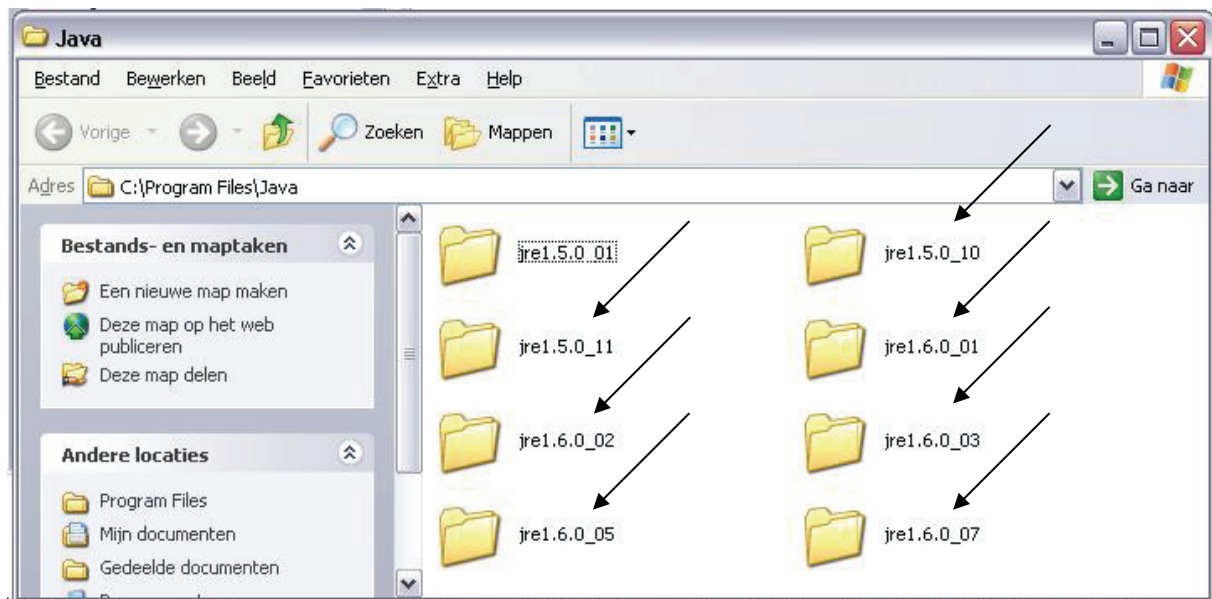 Java
Bestand Bewerken Beeld Favorieten Extra Help
Vorige Zoeken Mappen
Adres C:\Program Files\Java Ga naar
Bestands- en maptaken
Een nieuwe map maken
Deze map op het web
publiceren
Deze map delen
Andere locaties
Program Files
Mijn documenten
Gedeelde documenten
jre1.5.0_01 jre1.5.0_10
jre1.5.0_11 jre1.6.0_01
jre1.6.0_02 jre1.6.0_03
jre1.6.0_05 jre1.6.0_07